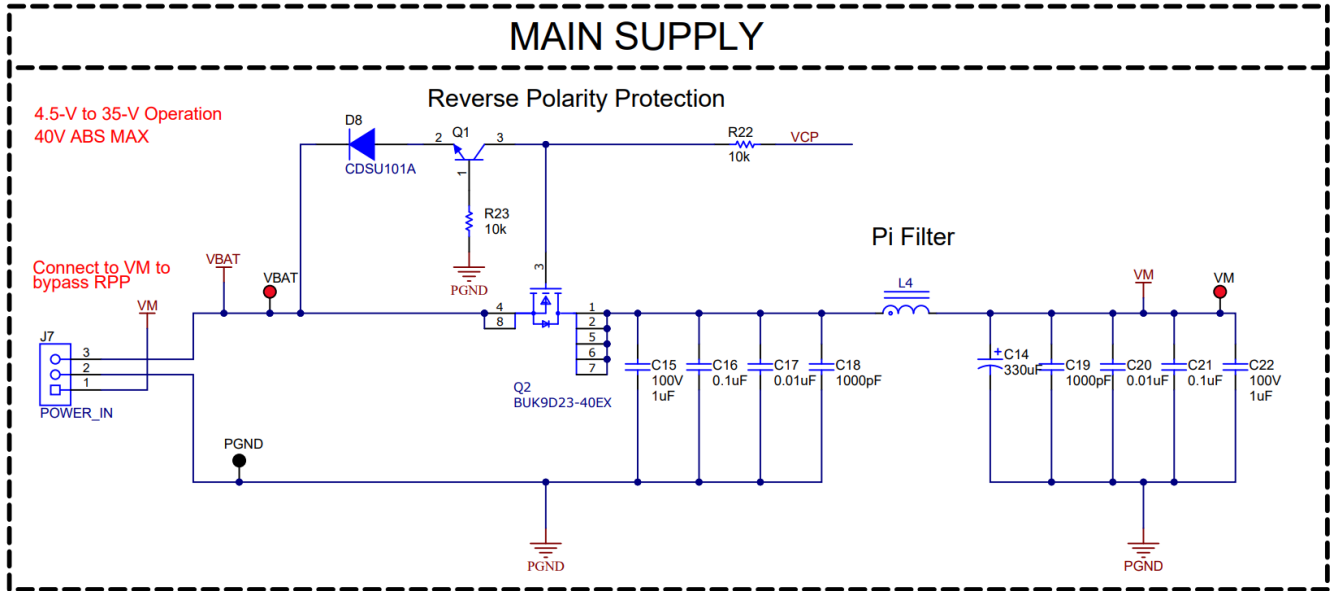 MAIN SUPPLY
4.5-V to 35-V Operation
40V ABS MAX
Reverse Polarity Protection
D8
CDSU101A
2
Q1
3
1
R22
10k
VCP
R23
10k
PGND
Connect to VM to
bypass RPP
VM
VBAT
VBAT
J7
3
2
1
POWER_IN
PGND
3
4
8
1
2
5
6
7
Q2
BUK9D23-40EX
PGND
C15
100V
1uF
C16
0.1uF
C17
0.01uF
C18
1000pF
Pi Filter
L4
VM
VM
C14
330uF
C19
1000pF
C20
0.01uF
C21
0.1uF
C22
100V
1uF
PGND